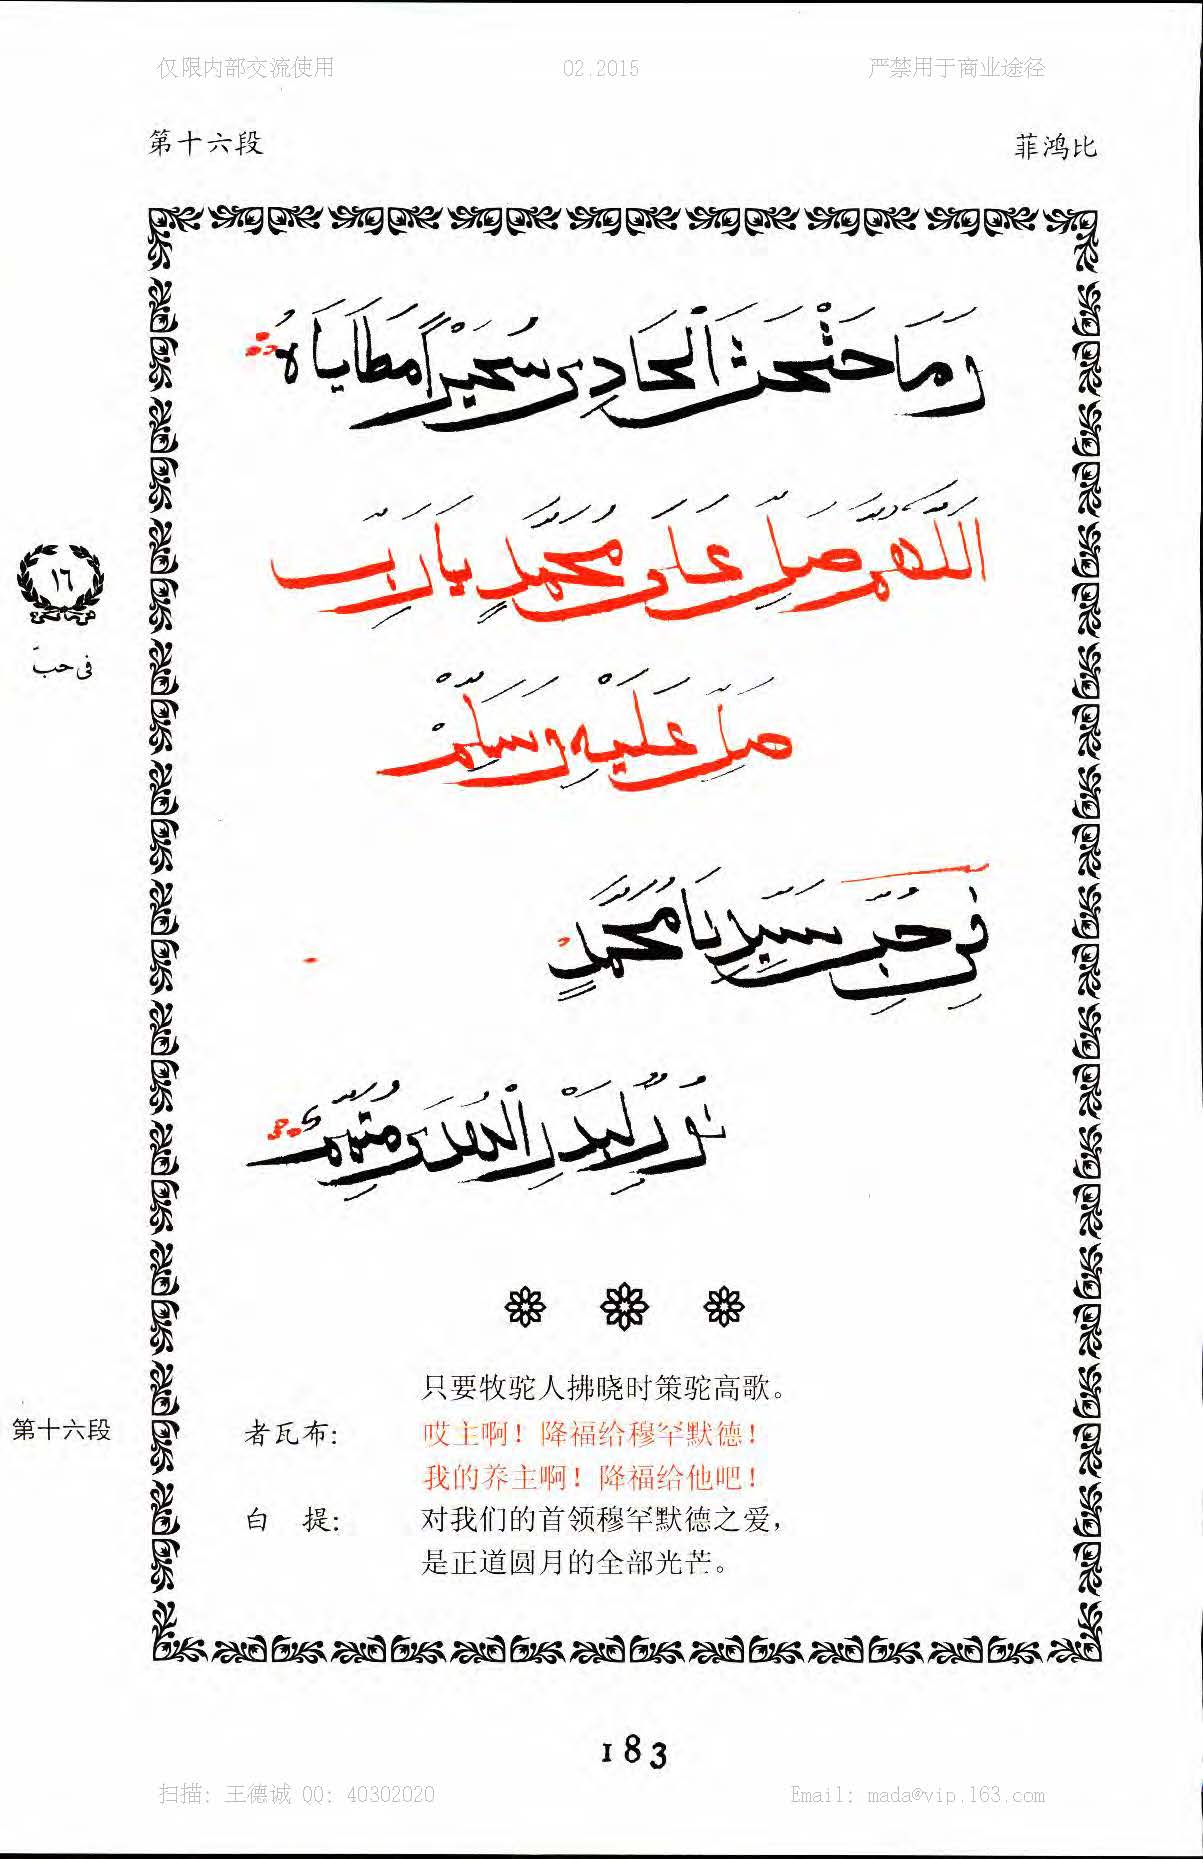 仅限内部交流使用 02.2015 严禁用于商业途径
第十六段 菲鸿比
وَمَا حَثْحَثَ الْحَادِي سُحَيْرًا مَطَايَاهُ
اَللّٰهُمَّ صَلِّ عَلَى مُحَمَّدٍ يَا رَبِّ
صَلِّ عَلَيْهِ وَسَلِّمْ
١٦
فى حبّ
فِي حُبِّ سَيِّدِنَا مُحَمَّدٍ
نُورٌ لِبَدْرِ الْهُدَى مُتَمَّمُ
只要牧驼人拂晓时策驼高歌。
第十六段 者瓦布: 哎主啊！降福给穆罕默德！
我的养主啊！降福给他吧！
白 提: 对我们的首领穆罕默德之爱，
是正道圆月的全部光芒。
183
扫描: 王德诚 QQ: 40302020 Email: mada@vip.163.com